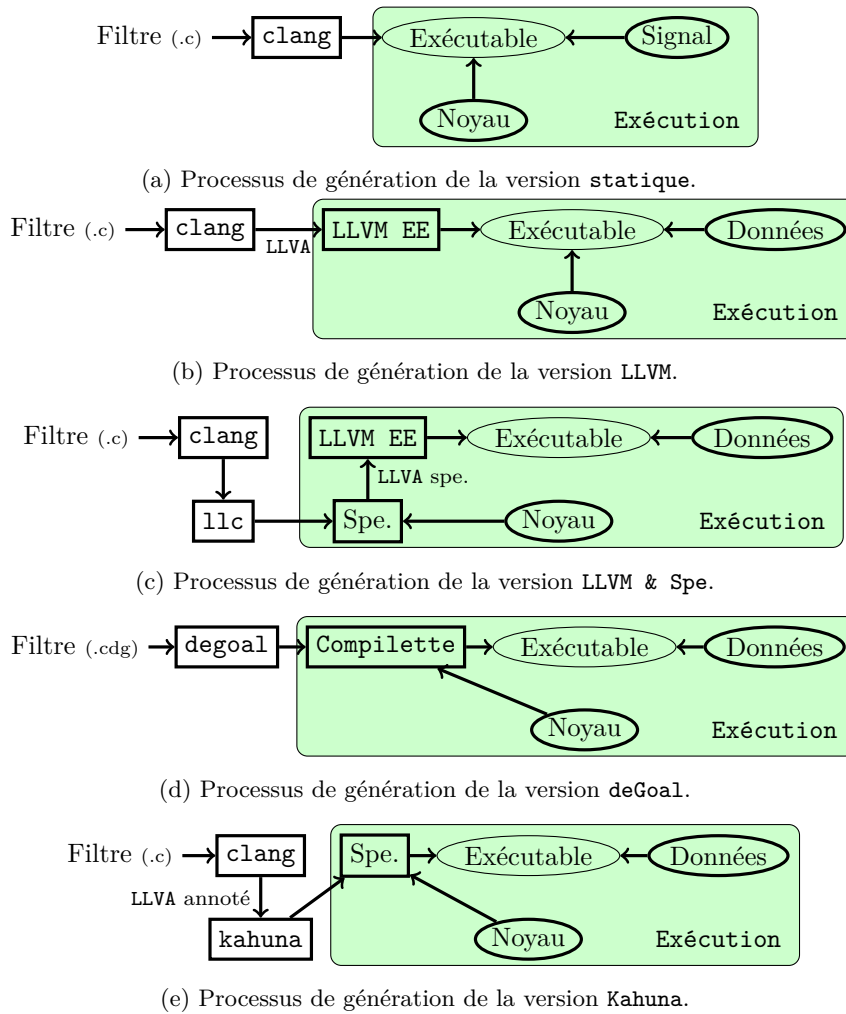 Filtre (.c) clang Exécutable Signal
Noyau Exécution
(a) Processus de génération de la version statique.
Filtre (.c) clang LLVM EE Exécutable Données
LLVA
Noyau Exécution
(b) Processus de génération de la version LLVM.
Filtre (.c) clang LLVM EE Exécutable Données
LLVA spe.
llc Spe. Noyau Exécution
(c) Processus de génération de la version LLVM & Spe.
Filtre (.cdg) degoal Compilette Exécutable Données
Noyau Exécution
(d) Processus de génération de la version deGoal.
Filtre (.c) clang Spe. Exécutable Données
LLVA annoté
kahuna Noyau Exécution
(e) Processus de génération de la version Kahuna.